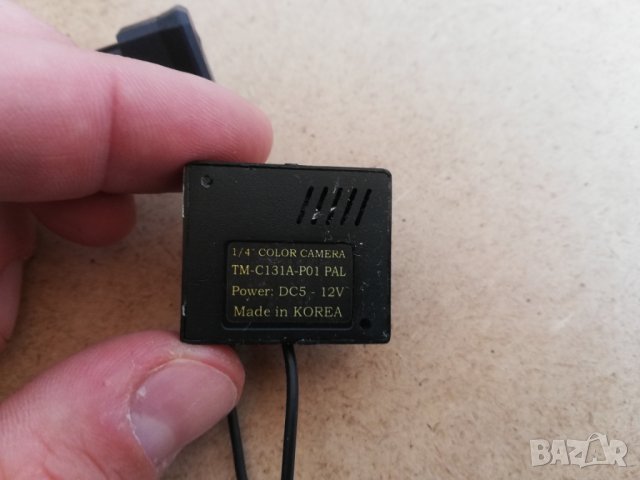 1/4" COLOR CAMERA
TM-C131A-P01 PAL
Power: DC5 - 12V
Made in KOREA
BAZAR